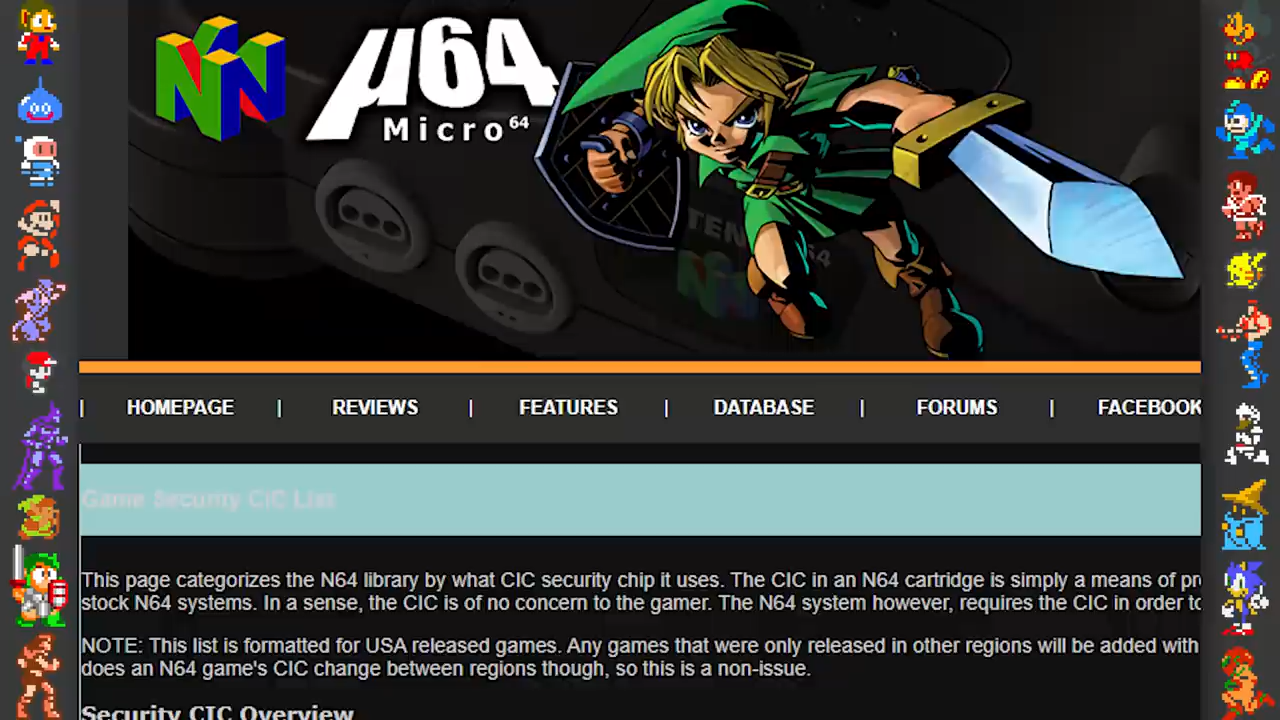 µ64
Micro⁶⁴
| HOMEPAGE | REVIEWS | FEATURES | DATABASE | FORUMS | FACEBOOK
Game Security CIC List
This page categorizes the N64 library by what CIC security chip it uses. The CIC in an N64 cartridge is simply a means of
stock N64 systems. In a sense, the CIC is of no concern to the gamer. The N64 system however, requires the CIC in order to
NOTE: This list is formatted for USA released games. Any games that were only released in other regions will be added with
does an N64 game's CIC change between regions though, so this is a non-issue.
Security CIC Overview